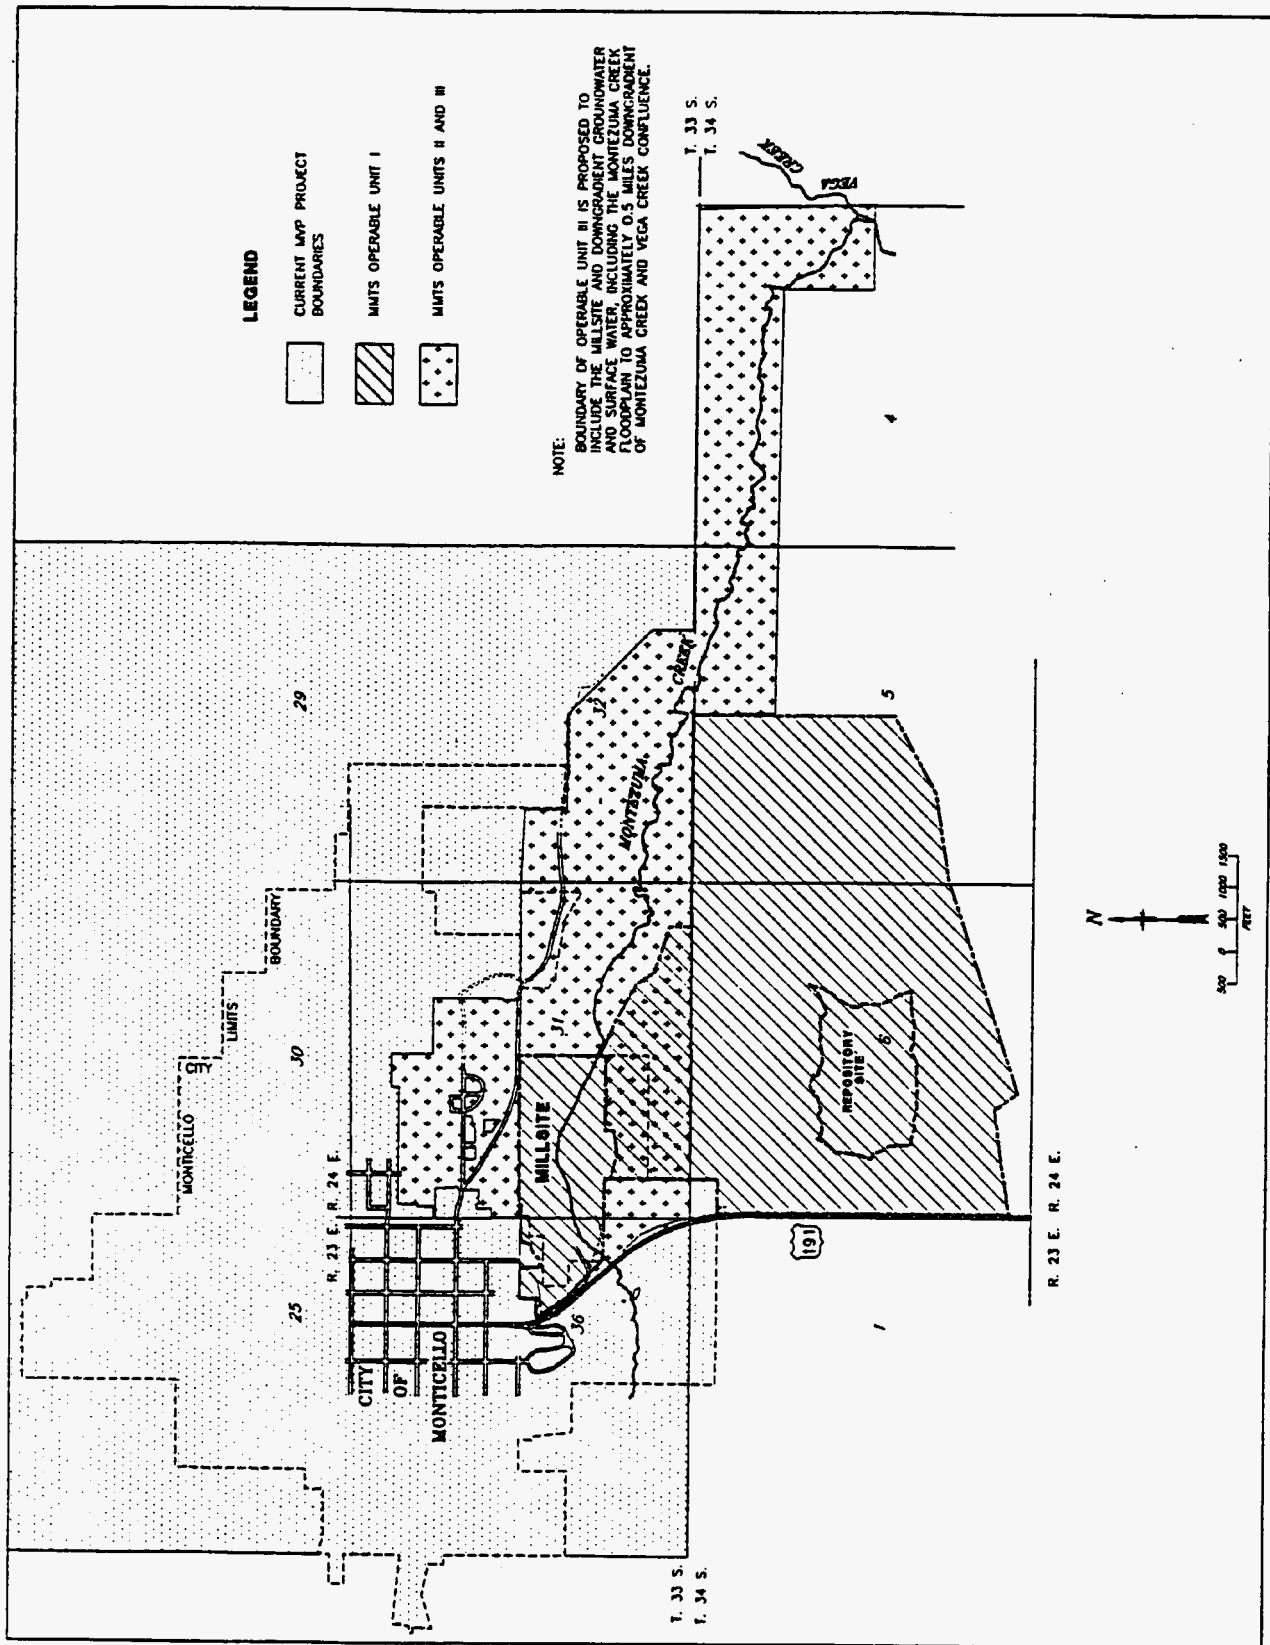 LEGEND
CURRENT MVP PROJECT
BOUNDARIES
MMTS OPERABLE UNIT I
MMTS OPERABLE UNITS II AND III
NOTE:
BOUNDARY OF OPERABLE UNIT III IS PROPOSED TO
INCLUDE THE MILLSITE AND DOWNGRADIENT GROUNDWATER
AND SURFACE WATER, INCLUDING THE MONTEZUMA CREEK
FLOODPLAIN TO APPROXIMATELY 0.5 MILES DOWNGRADIENT
OF MONTEZUMA CREEK AND VEGA CREEK CONFLUENCE.
MONTICELLO
CITY
LIMITS
BOUNDARY
25
30
29
R. 23 E.
R. 24 E.
CITY
OF
MONTICELLO
36
MILLSITE
31
32
MONTEZUMA
CREEK
VEGA
CREEK
T. 33 S.
T. 34 S.
T. 33 S.
T. 34 S.
191
REPOSITORY
SITE
6
1
5
4
R. 23 E.
R. 24 E.
N
500 0 500 1000 1500
FEET